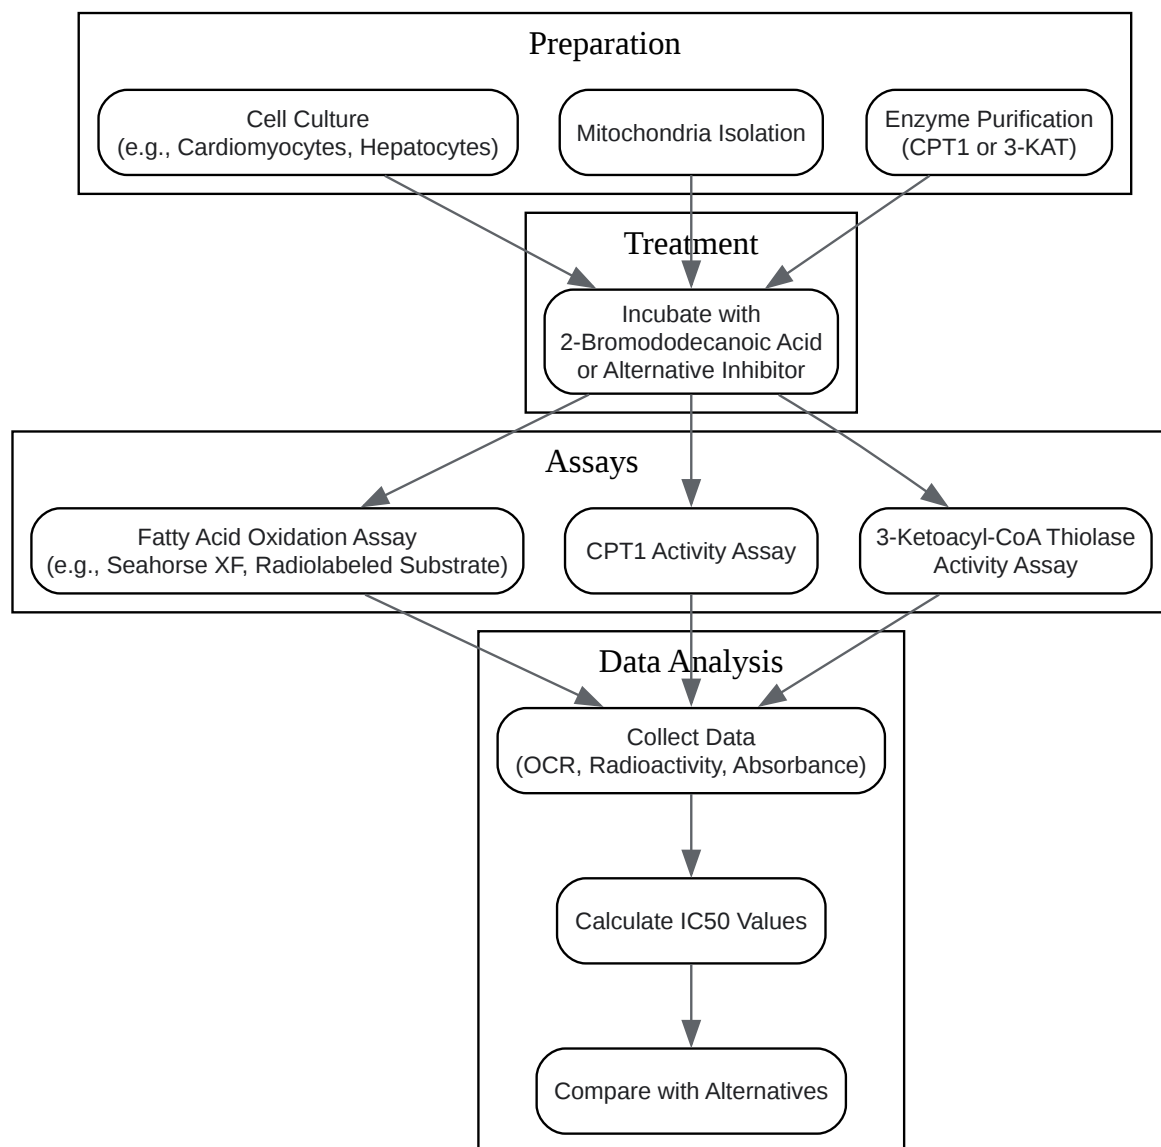 Preparation
Cell Culture
(e.g., Cardiomyocytes, Hepatocytes)
Mitochondria Isolation
Enzyme Purification
(CPT1 or 3-KAT)
Treatment
Incubate with
2-Bromododecanoic Acid
or Alternative Inhibitor
Assays
Fatty Acid Oxidation Assay
(e.g., Seahorse XF, Radiolabeled Substrate)
CPT1 Activity Assay
3-Ketoacyl-CoA Thiolase
Activity Assay
Data Analysis
Collect Data
(OCR, Radioactivity, Absorbance)
Calculate IC50 Values
Compare with Alternatives